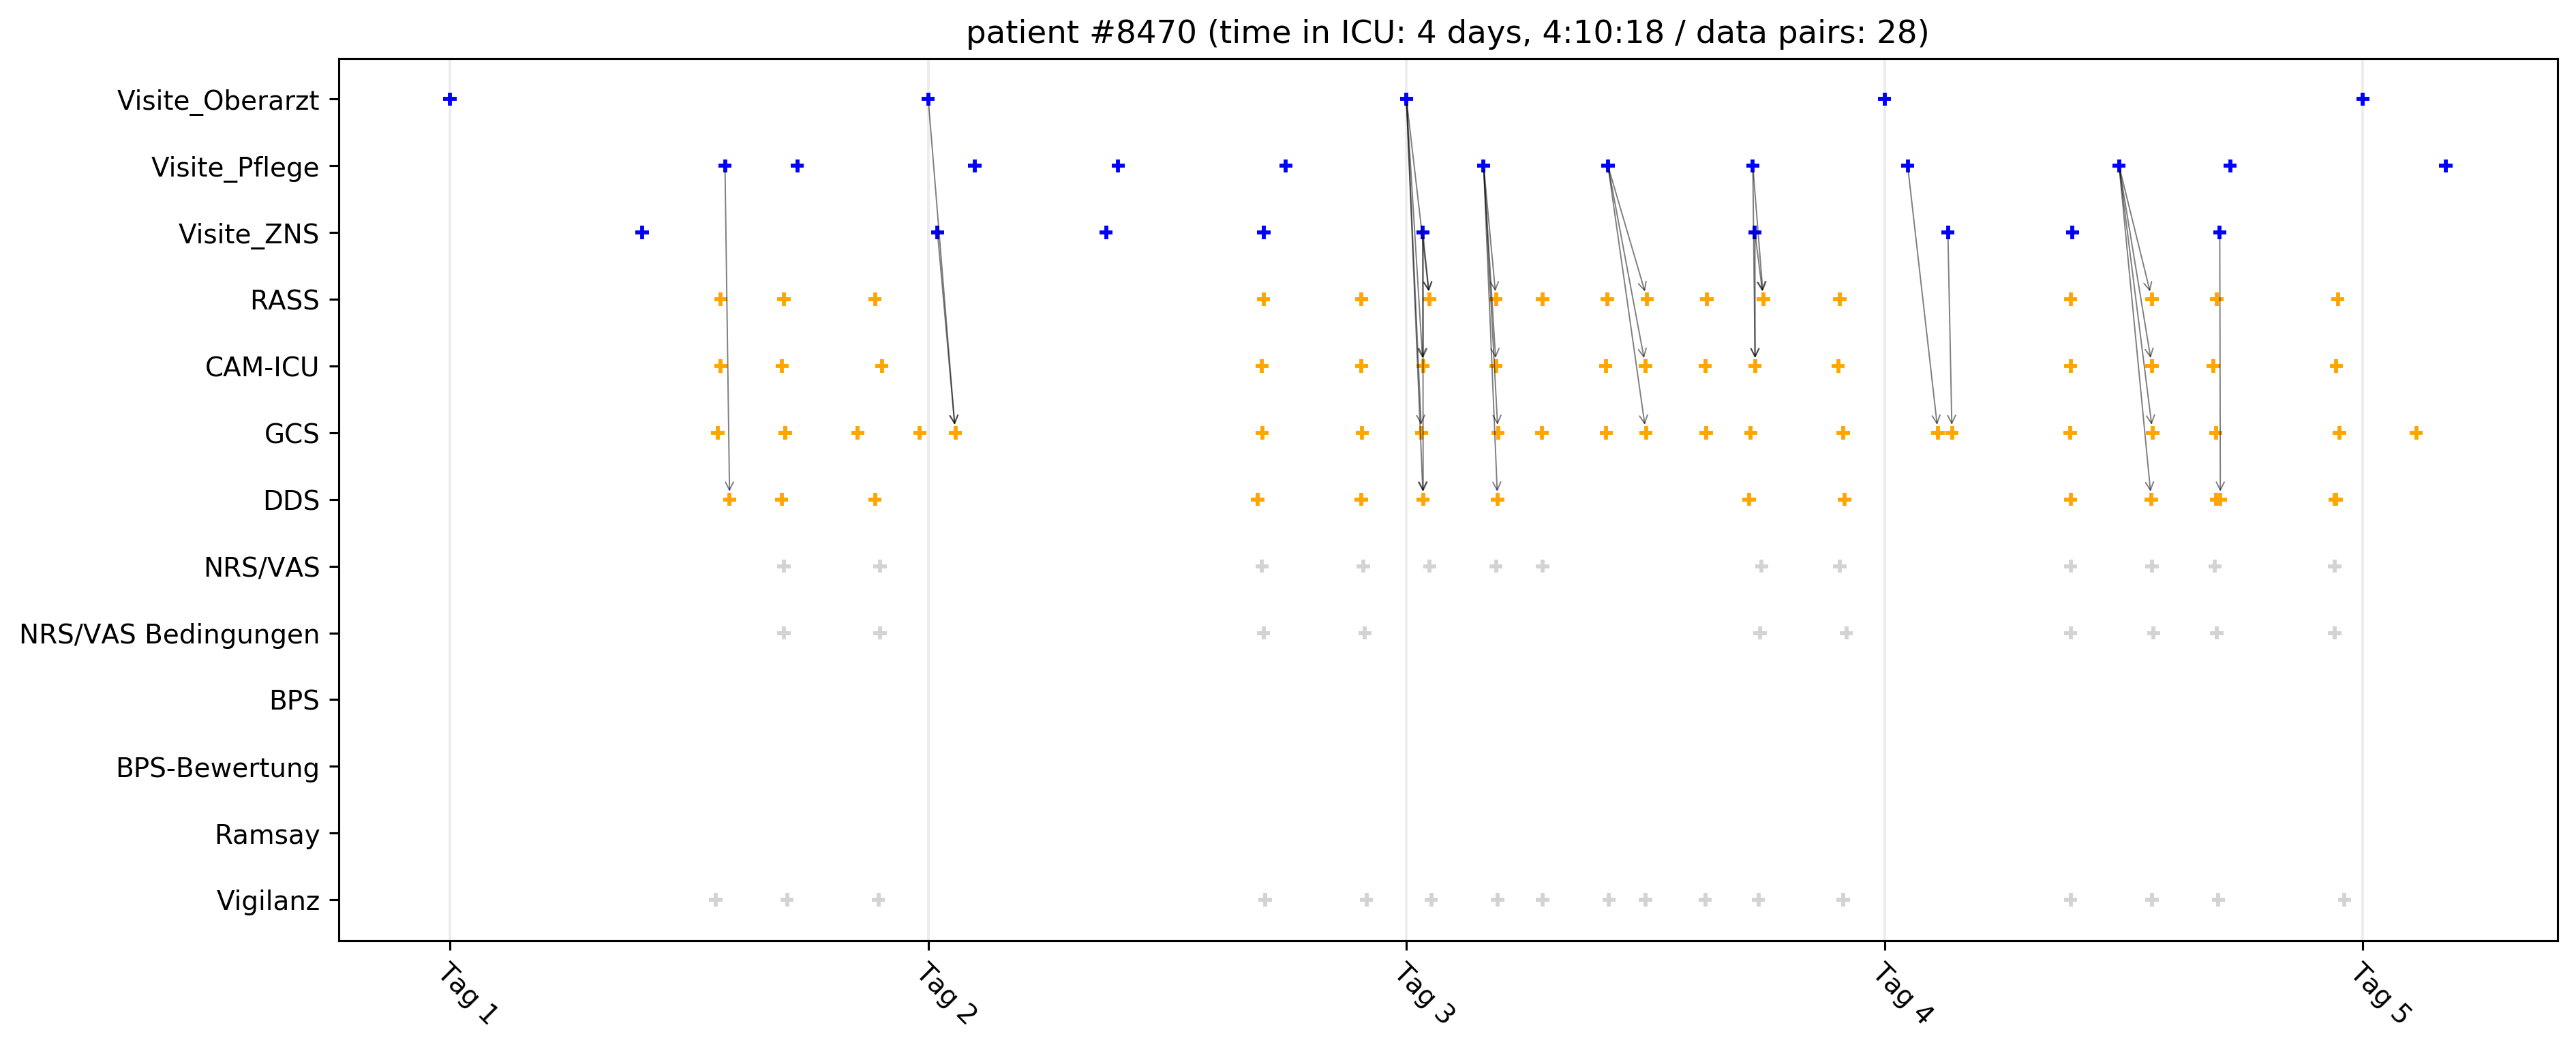 patient #8470 (time in ICU: 4 days, 4:10:18 / data pairs: 28)
Visite_Oberarzt
Visite_Pflege
Visite_ZNS
RASS
CAM-ICU
GCS
DDS
NRS/VAS
NRS/VAS Bedingungen
BPS
BPS-Bewertung
Ramsay
Vigilanz
Tag 1
Tag 2
Tag 3
Tag 4
Tag 5